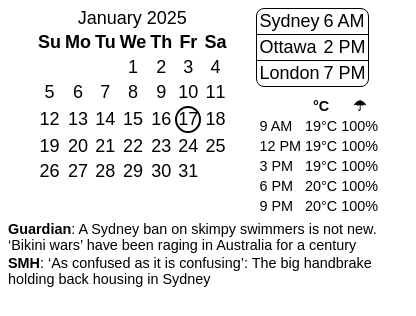 January 2025
Su Mo Tu We Th Fr Sa
1 2 3 4
5 6 7 8 9 10 11
12 13 14 15 16 17 18
19 20 21 22 23 24 25
26 27 28 29 30 31
Sydney 6 AM
Ottawa 2 PM
London 7 PM
°C ☂
9 AM 19°C 100%
12 PM 19°C 100%
3 PM 19°C 100%
6 PM 20°C 100%
9 PM 20°C 100%
Guardian: A Sydney ban on skimpy swimmers is not new.
‘Bikini wars’ have been raging in Australia for a century
SMH: ‘As confused as it is confusing’: The big handbrake
holding back housing in Sydney